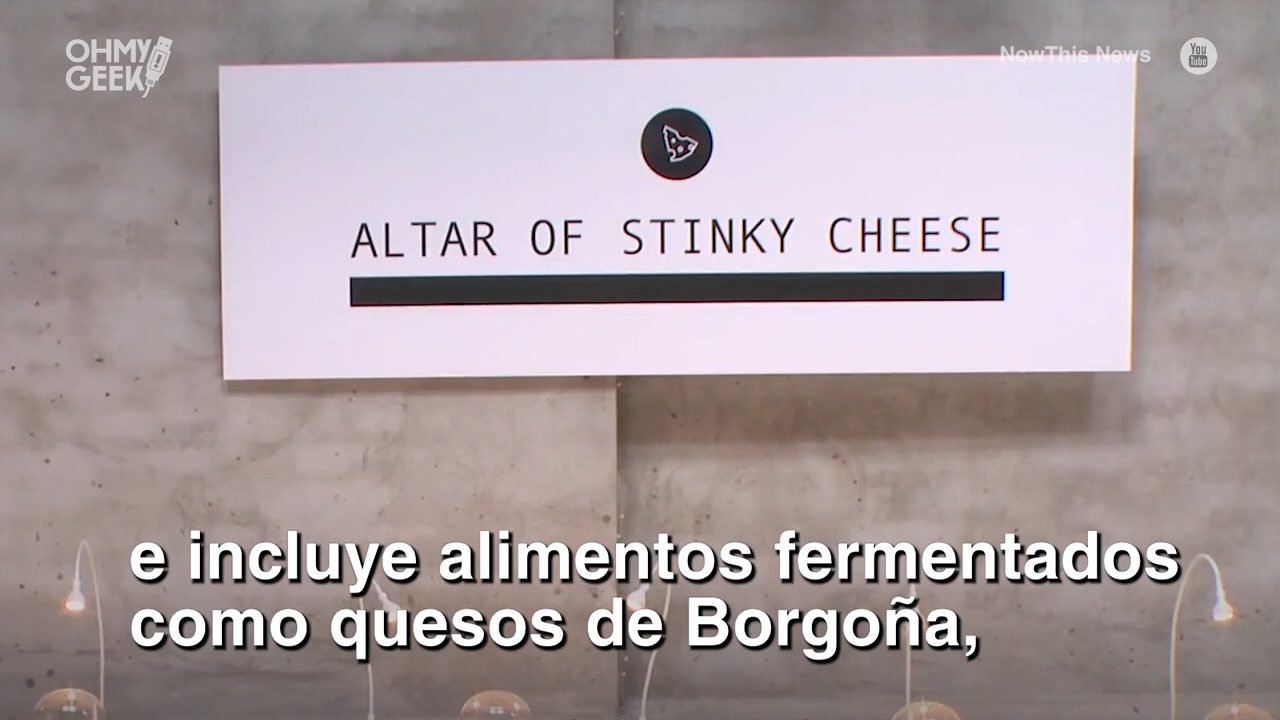 OHMY
GEEK
NowThis News
You
Tube
ALTAR OF STINKY CHEESE
e incluye alimentos fermentados
como quesos de Borgoña,